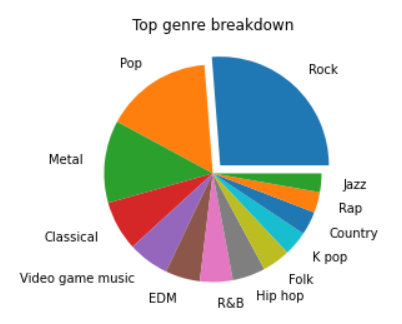 Top genre breakdown
Rock
Pop
Metal
Classical
Video game music
EDM
R&B
Hip hop
Folk
K pop
Country
Rap
Jazz